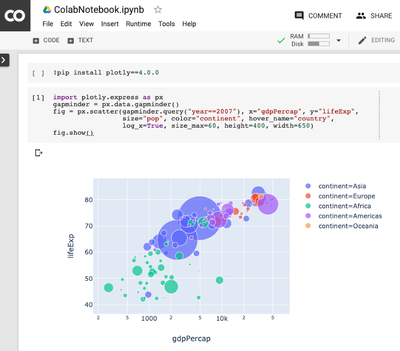 CO
ColabNotebook.ipynb
COMMENT
SHARE
File Edit View Insert Runtime Tools Help
CODE
TEXT
RAM
Disk
EDITING
[ ] !pip install plotly==4.0.0
[1] import plotly.express as px
gapminder = px.data.gapminder()
fig = px.scatter(gapminder.query("year==2007"), x="gdpPercap", y="lifeExp",
size="pop", color="continent", hover_name="country",
log_x=True, size_max=60, height=400, width=650)
fig.show()
continent=Asia
continent=Europe
continent=Africa
continent=Americas
continent=Oceania
80
70
60
50
40
lifeExp
2 5 1000 2 5 10k 2 5
gdpPercap